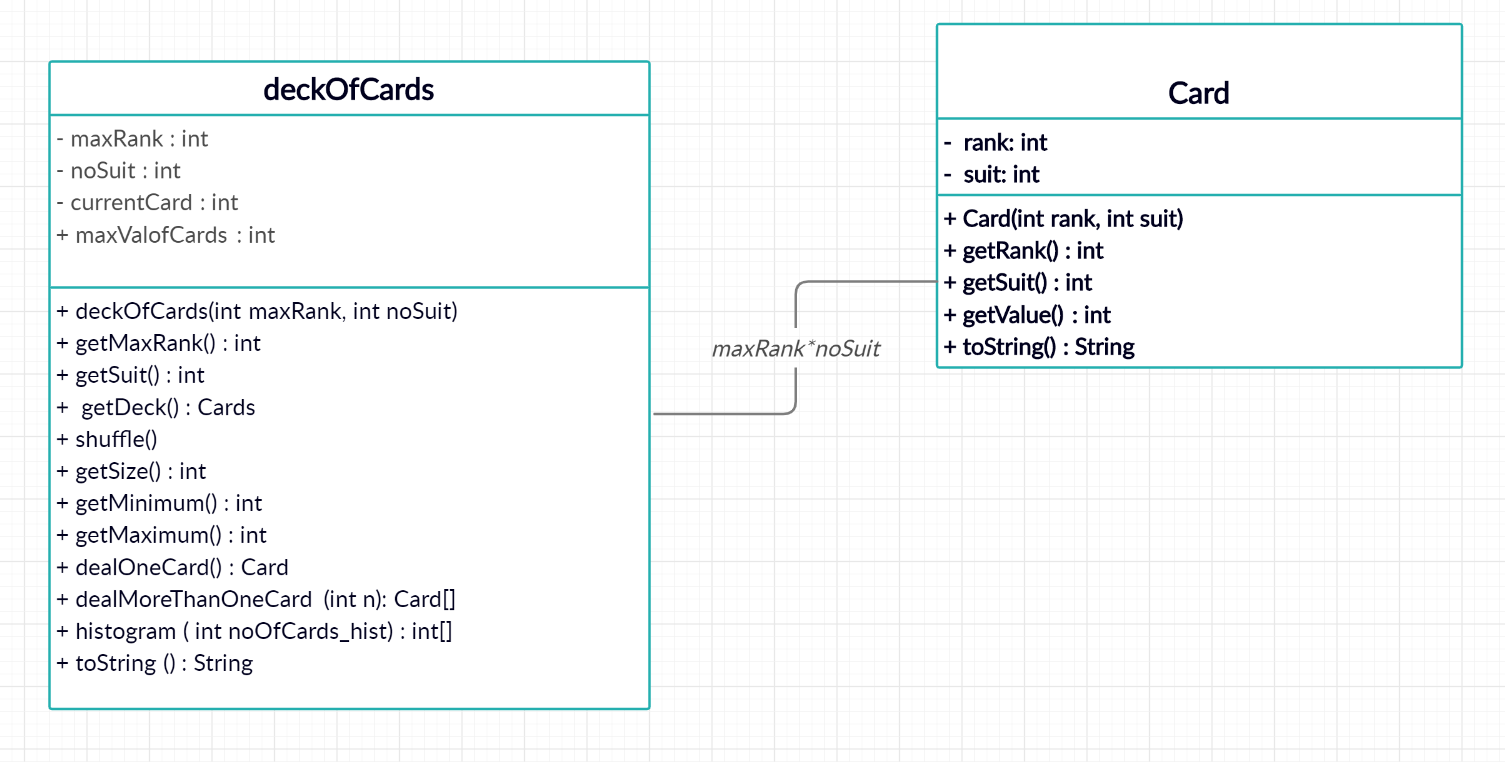 deckOfCards
- maxRank : int
- noSuit : int
- currentCard : int
+ maxValofCards : int
+ deckOfCards(int maxRank, int noSuit)
+ getMaxRank() : int
+ getSuit() : int
+ getDeck() : Cards
+ shuffle()
+ getSize() : int
+ getMinimum() : int
+ getMaximum() : int
+ dealOneCard() : Card
+ dealMoreThanOneCard (int n): Card[]
+ histogram ( int noOfCards_hist) : int[]
+ toString () : String
maxRank*noSuit
Card
- rank: int
- suit: int
+ Card(int rank, int suit)
+ getRank() : int
+ getSuit() : int
+ getValue() : int
+ toString() : String